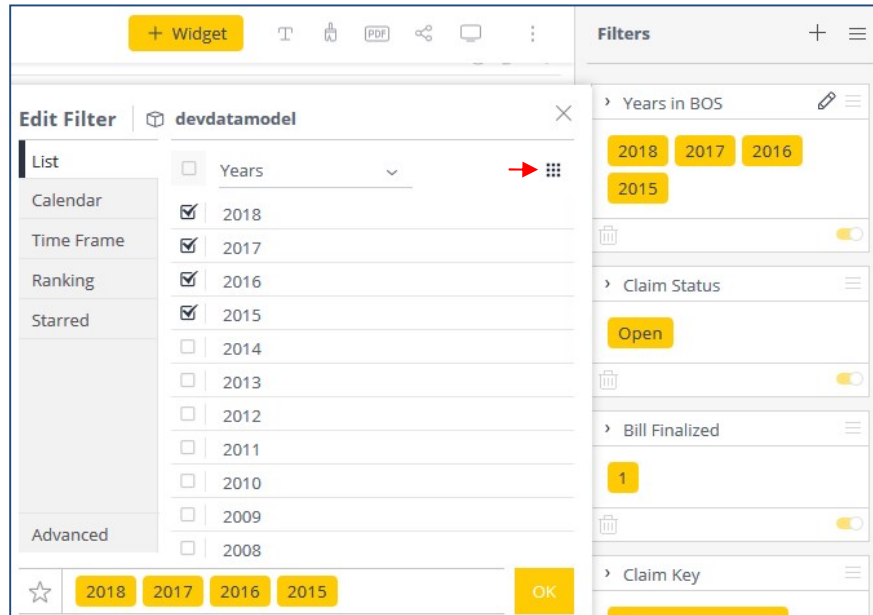 + Widget
PDF
Filters
Edit Filter
devdatamodel
List
Calendar
Time Frame
Ranking
Starred
Advanced
Years
2018
2017
2016
2015
2014
2013
2012
2011
2010
2009
2008
2018 2017 2016 2015
OK
Years in BOS
2018 2017 2016
2015
Claim Status
Open
Bill Finalized
1
Claim Key